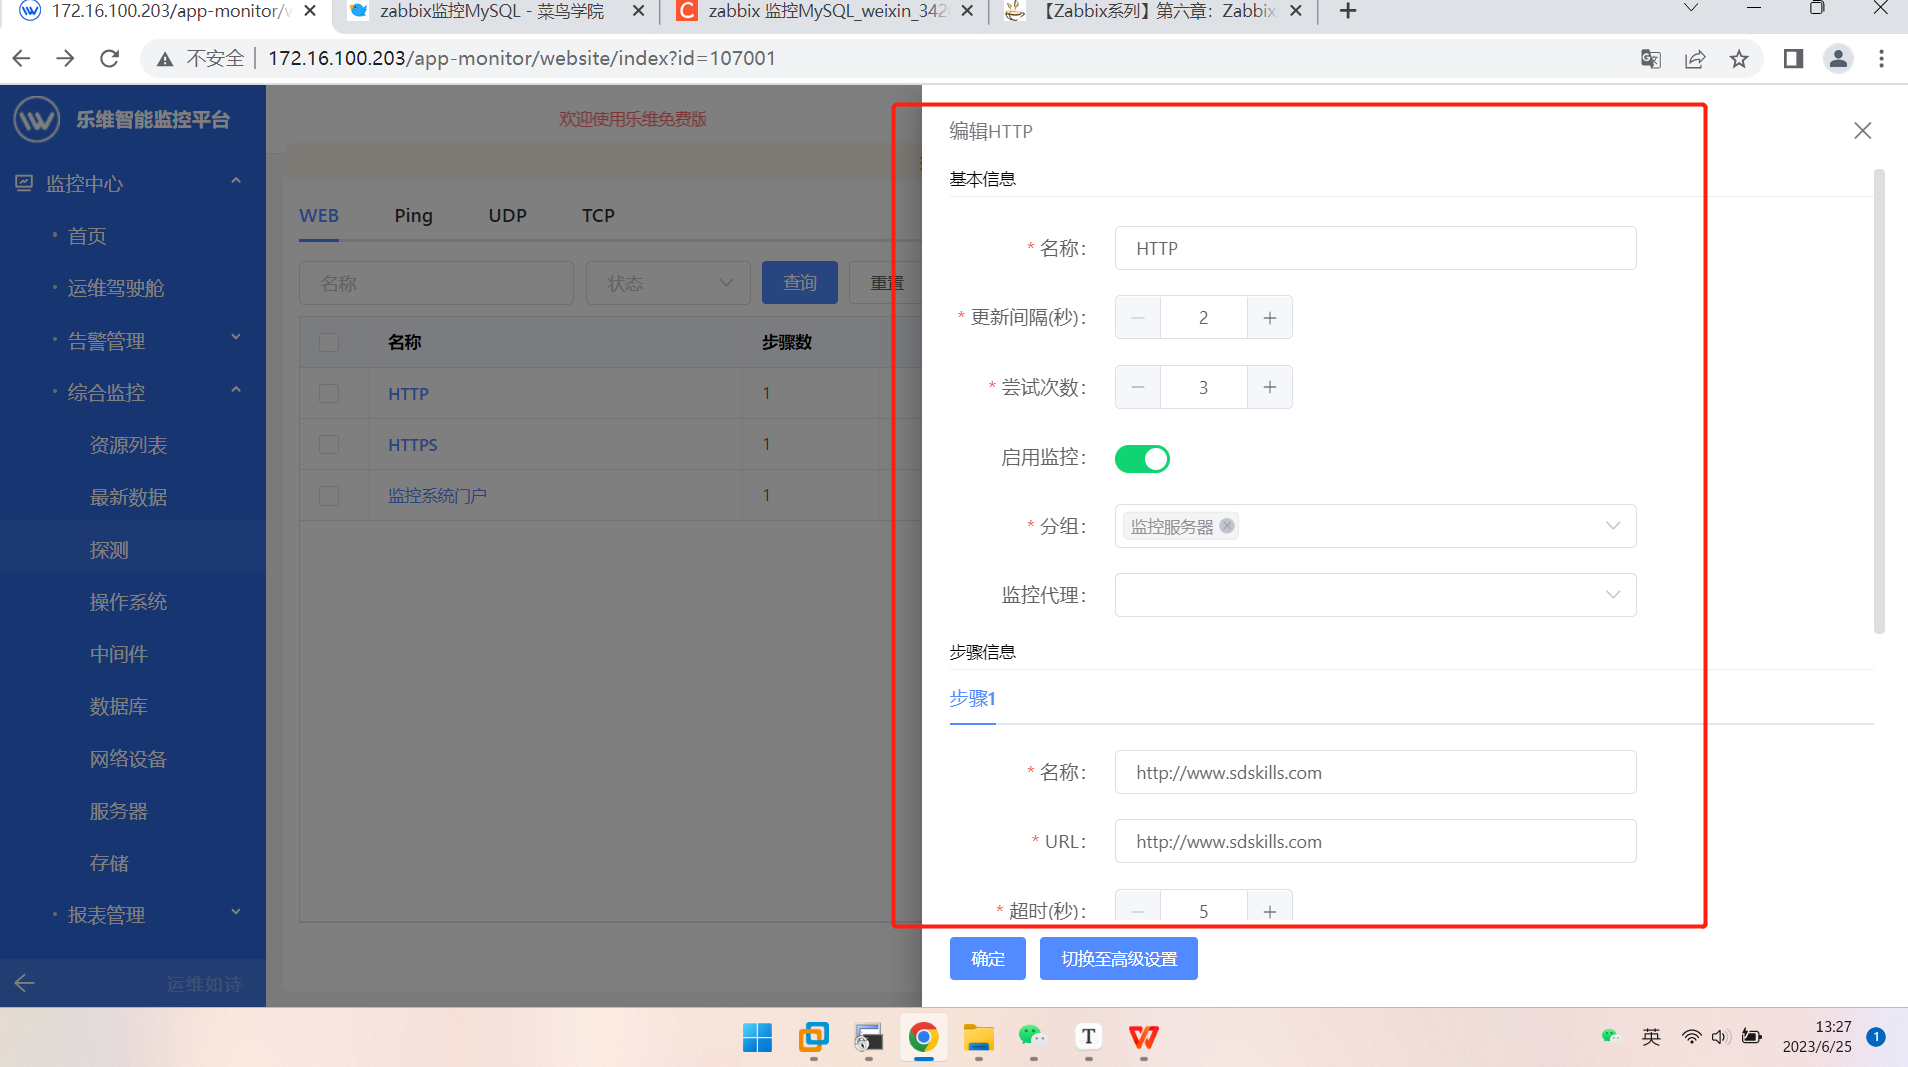 172.16.100.203/app-monitor/w
zabbix监控MySQL - 菜鸟学院
zabbix 监控MySQL_weixin_342
【Zabbix系列】第六章：Zabbix
不安全
172.16.100.203/app-monitor/website/index?id=107001
乐维智能监控平台
监控中心
首页
运维驾驶舱
告警管理
综合监控
资源列表
最新数据
探测
操作系统
中间件
数据库
网络设备
服务器
存储
报表管理
运维如诗
欢迎使用乐维免费版
WEB
Ping
UDP
TCP
名称
状态
查询
重置
名称
步骤数
HTTP
1
HTTPS
1
监控系统门户
1
编辑HTTP
基本信息
* 名称：
HTTP
* 更新间隔(秒)：
2
* 尝试次数：
3
启用监控：
* 分组：
监控服务器
监控代理：
步骤信息
步骤1
* 名称：
http://www.sdskills.com
* URL：
http://www.sdskills.com
* 超时(秒)：
5
确定
切换至高级设置
英
13:27
2023/6/25
1